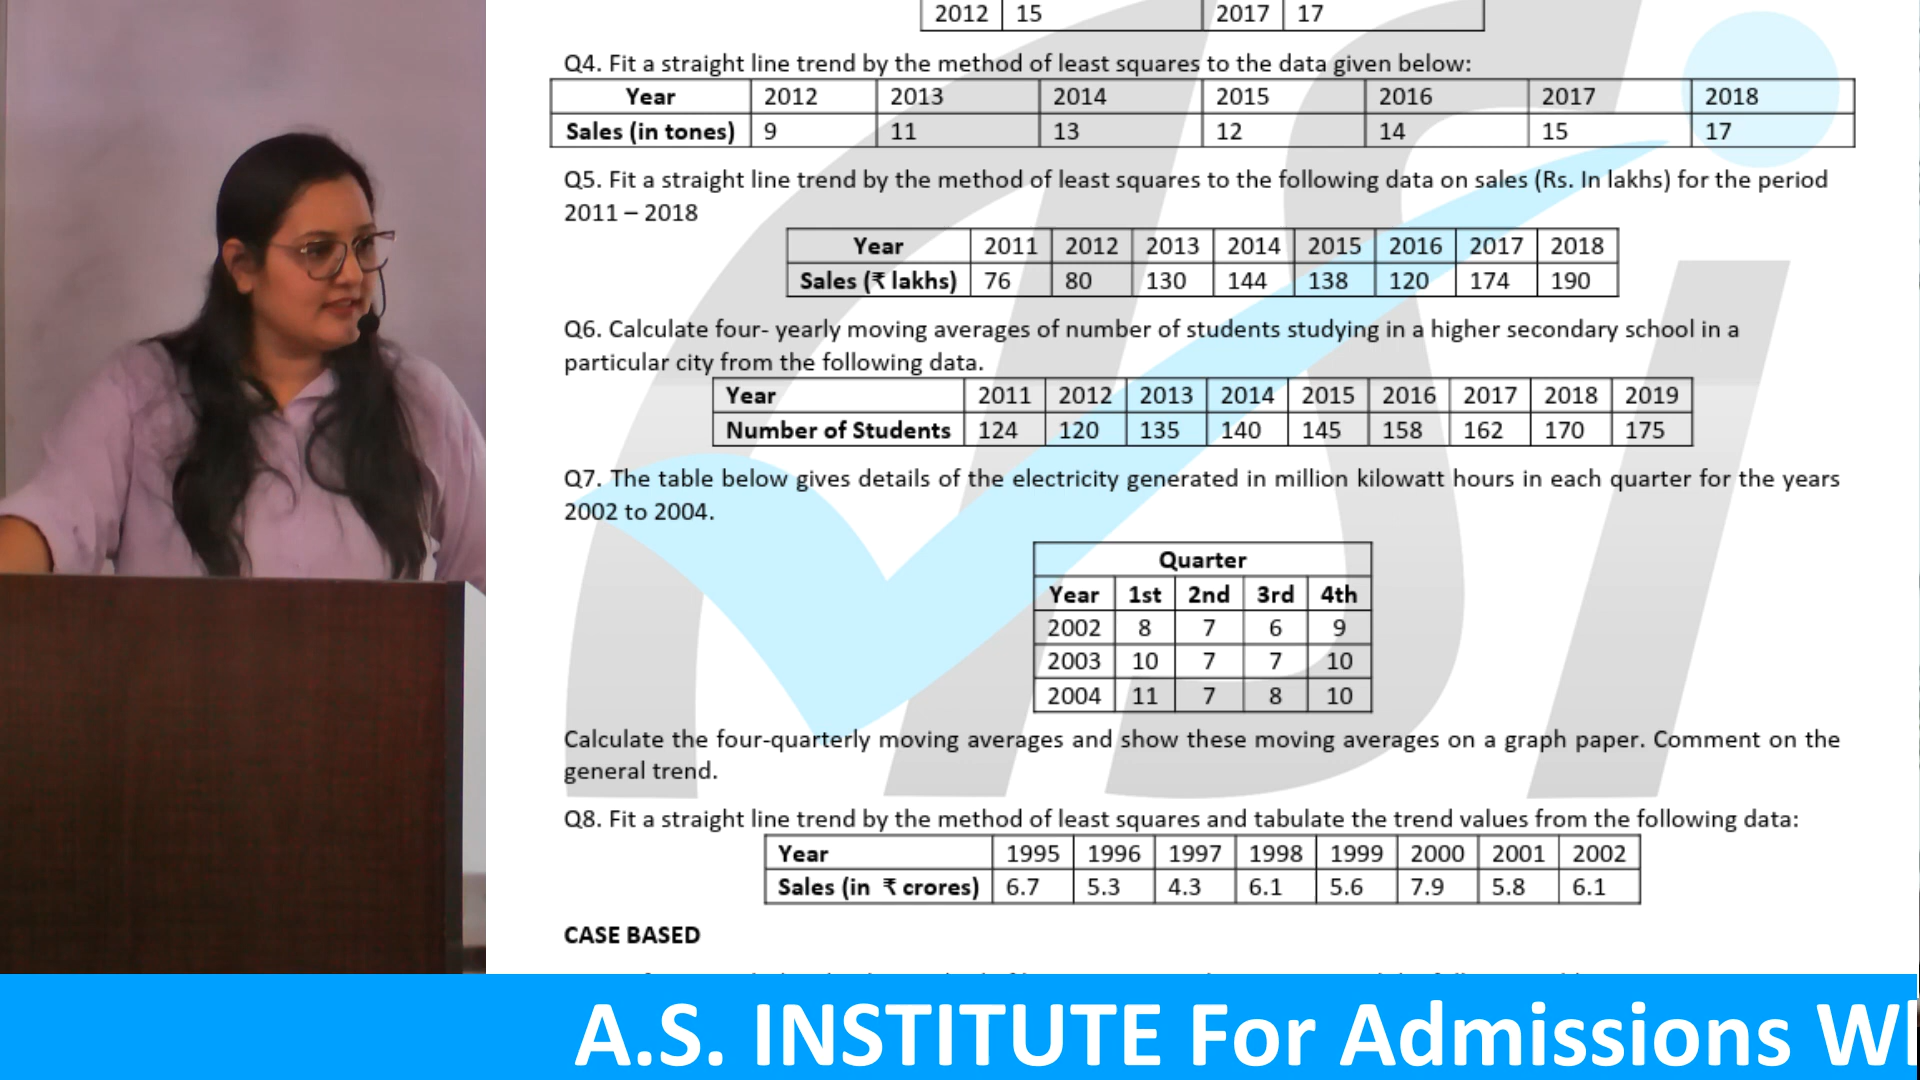 2012 15 2017 17
Q4. Fit a straight line trend by the method of least squares to the data given below:
Year 2012 2013 2014 2015 2016 2017 2018
Sales (in tones) 9 11 13 12 14 15 17
Q5. Fit a straight line trend by the method of least squares to the following data on sales (Rs. In lakhs) for the period
2011 – 2018
Year 2011 2012 2013 2014 2015 2016 2017 2018
Sales (₹ lakhs) 76 80 130 144 138 120 174 190
Q6. Calculate four- yearly moving averages of number of students studying in a higher secondary school in a
particular city from the following data.
Year 2011 2012 2013 2014 2015 2016 2017 2018 2019
Number of Students 124 120 135 140 145 158 162 170 175
Q7. The table below gives details of the electricity generated in million kilowatt hours in each quarter for the years
2002 to 2004.
Quarter
Year 1st 2nd 3rd 4th
2002 8 7 6 9
2003 10 7 7 10
2004 11 7 8 10
Calculate the four-quarterly moving averages and show these moving averages on a graph paper. Comment on the
general trend.
Q8. Fit a straight line trend by the method of least squares and tabulate the trend values from the following data:
Year 1995 1996 1997 1998 1999 2000 2001 2002
Sales (in ₹ crores) 6.7 5.3 4.3 6.1 5.6 7.9 5.8 6.1
CASE BASED
A.S. INSTITUTE For Admissions